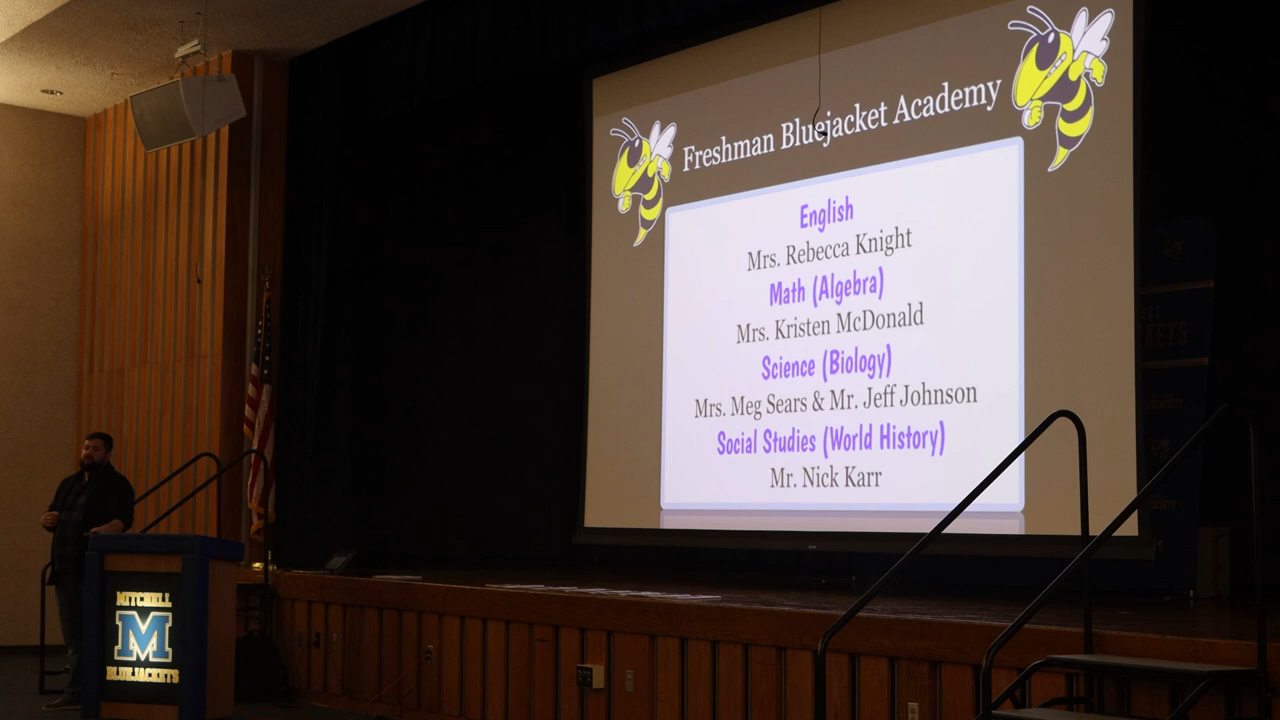 Freshman Bluejacket Academy
English
Mrs. Rebecca Knight
Math (Algebra)
Mrs. Kristen McDonald
Science (Biology)
Mrs. Meg Sears & Mr. Jeff Johnson
Social Studies (World History)
Mr. Nick Karr
MITCHELL
M
BLUEJACKETS